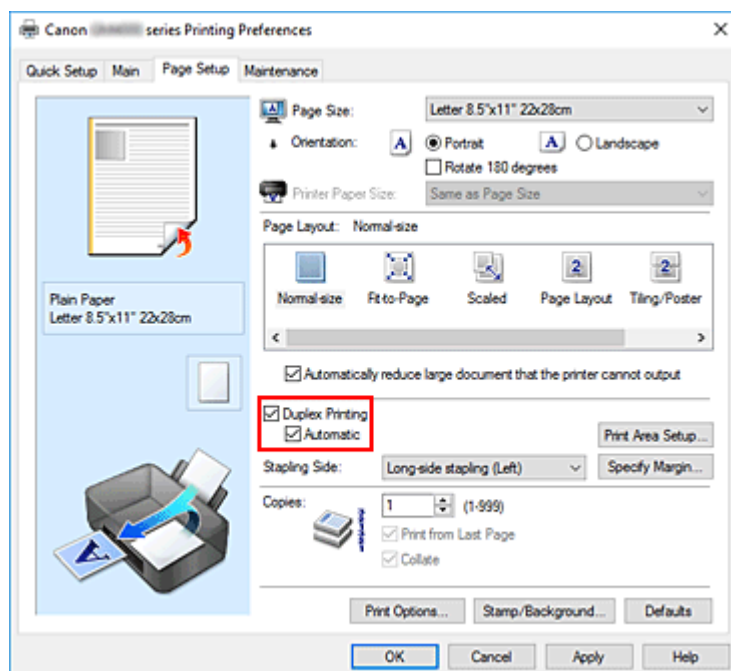 Canon series Printing Preferences
Quick Setup Main Page Setup Maintenance
Page Size: Letter 8.5"x11" 22x28cm
Orientation: A Portrait A Landscape
Rotate 180 degrees
Printer Paper Size: Same as Page Size
Page Layout: Normal-size
2 2
Normal-size Fit-to-Page Scaled Page Layout Tiling/Poster
Plain Paper
Letter 8.5"x11" 22x28cm
Automatically reduce large document that the printer cannot output
Duplex Printing
Automatic
Print Area Setup...
Stapling Side: Long-side stapling (Left) Specify Margin...
Copies: 1 (1-999)
Print from Last Page
Collate
A
Print Options... Stamp/Background... Defaults
OK Cancel Apply Help